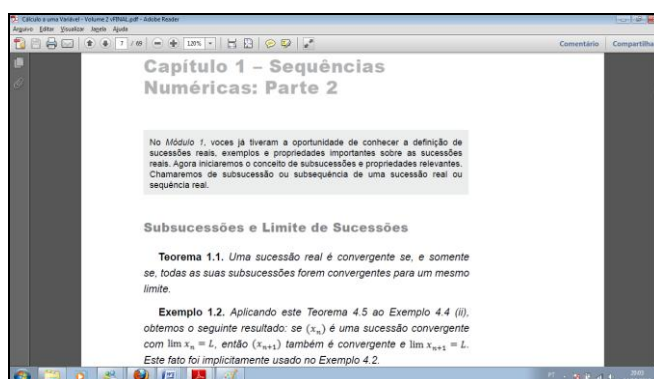 Cálculo a uma Variável - Volume 2 vFINAL.pdf - Adobe Reader
Arquivo Editar Visualizar Janela Ajuda
7 / 69 120% Comentário Compartilhar
Capítulo 1 – Sequências
Numéricas: Parte 2
No Módulo 1, voces já tiveram a oportunidade de conhecer a definição de
sucessões reais, exemplos e propriedades importantes sobre as sucessões
reais. Agora iniciaremos o conceito de subsucessões e propriedades relevantes.
Chamaremos de subsucessão ou subsequência de uma sucessão real ou
sequência real.
Subsucessões e Limite de Sucessões
Teorema 1.1. Uma sucessão real é convergente se, e somente
se, todas as suas subsucessões forem convergentes para um mesmo
limite.
Exemplo 1.2. Aplicando este Teorema 4.5 ao Exemplo 4.4 (ii),
obtemos o seguinte resultado: se (xₙ) é uma sucessão convergente
com lim xₙ = L, então (xₙ₊₁) também é convergente e lim xₙ₊₁ = L.
Este fato foi implicitamente usado no Exemplo 4.2.
PT